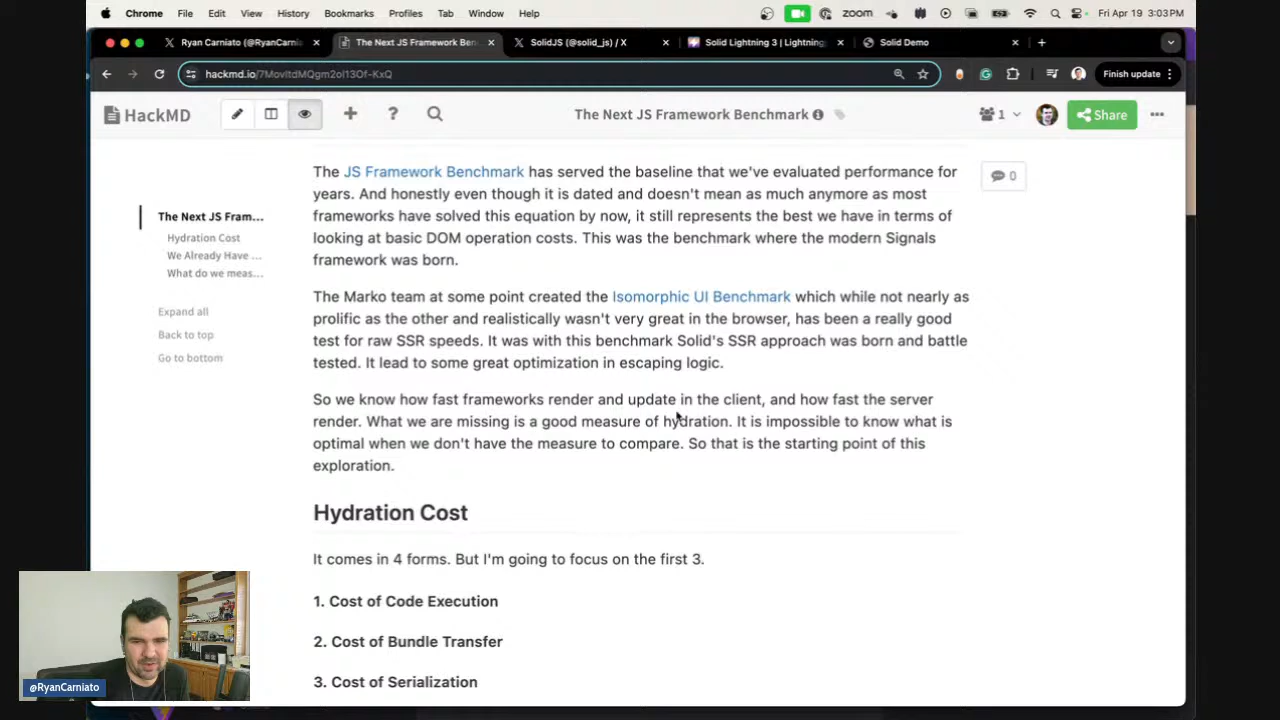 Chrome File Edit View History Bookmarks Profiles Tab Window Help zoom Fri Apr 19 3:03 PM
Ryan Carniato (@RyanCarnia
The Next JS Framework Ben
SolidJS (@solid_js) / X
Solid Lightning 3 | Lightning
Solid Demo
hackmd.io/7MovltdMQgm2oI13Of-KxQ
Finish update
HackMD
The Next JS Framework Benchmark
1
Share
The Next JS Fram...
Hydration Cost
We Already Have ...
What do we meas...
Expall all
Back to top
Go to bottom
The JS Framework Benchmark has served the baseline that we've evaluated performance for
years. And honestly even though it is dated and doesn't mean as much anymore as most
frameworks have solved this equation by now, it still represents the best we have in terms of
looking at basic DOM operation costs. This was the benchmark where the modern Signals
framework was born.
0
The Marko team at some point created the Isomorphic UI Benchmark which while not nearly as
prolific as the other and realistically wasn't very great in the browser, has been a really good
test for raw SSR speeds. It was with this benchmark Solid's SSR approach was born and battle
tested. It lead to some great optimization in escaping logic.
So we know how fast frameworks render and update in the client, and how fast the server
render. What we are missing is a good measure of hydration. It is impossible to know what is
optimal when we don't have the measure to compare. So that is the starting point of this
exploration.
Hydration Cost
It comes in 4 forms. But I'm going to focus on the first 3.
1. Cost of Code Execution
2. Cost of Bundle Transfer
3. Cost of Serialization
@RyanCarniato